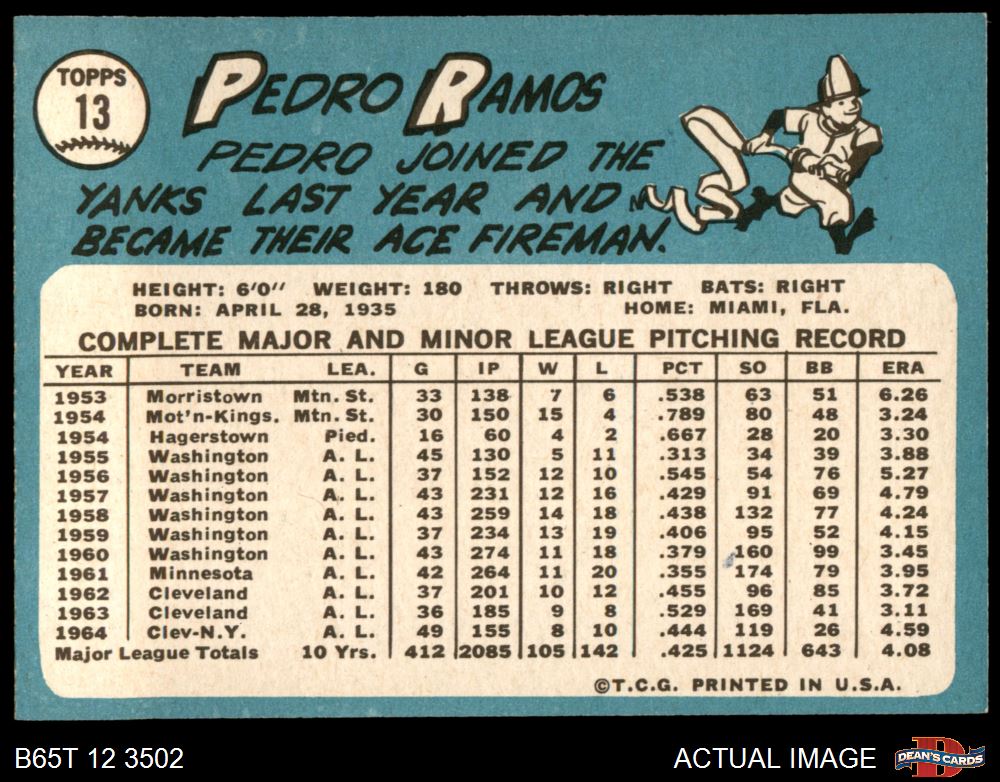 TOPPS
13
PEDRO RAMOS
PEDRO JOINED THE
YANKS LAST YEAR AND
BECAME THEIR ACE FIREMAN.
HEIGHT: 6'0" WEIGHT: 180 THROWS: RIGHT BATS: RIGHT
BORN: APRIL 28, 1935 HOME: MIAMI, FLA.
COMPLETE MAJOR AND MINOR LEAGUE PITCHING RECORD
YEAR TEAM LEA. G IP W L PCT SO BB ERA
1953 Morristown Mtn. St. 33 138 7 6 .538 63 51 6.26
1954 Mot'n-Kings. Mtn. St. 30 150 15 4 .789 80 48 3.24
1954 Hagerstown Pied. 16 60 4 2 .667 28 20 3.30
1955 Washington A. L. 45 130 5 11 .313 34 39 3.88
1956 Washington A. L. 37 152 12 10 .545 54 76 5.27
1957 Washington A. L. 43 231 12 16 .429 91 69 4.79
1958 Washington A. L. 43 259 14 18 .438 132 77 4.24
1959 Washington A. L. 37 234 13 19 .406 95 52 4.15
1960 Washington A. L. 43 274 11 18 .379 160 99 3.45
1961 Minnesota A. L. 42 264 11 20 .355 174 79 3.95
1962 Cleveland A. L. 37 201 10 12 .455 96 85 3.72
1963 Cleveland A. L. 36 185 9 8 .529 169 41 3.11
1964 Clev-N.Y. A. L. 49 155 8 10 .444 119 26 4.59
Major League Totals 10 Yrs. 412 2085 105 142 .425 1124 643 4.08
©T.C.G. PRINTED IN U.S.A.
B65T 12 3502 ACTUAL IMAGE
D
DEAN'S CARDS